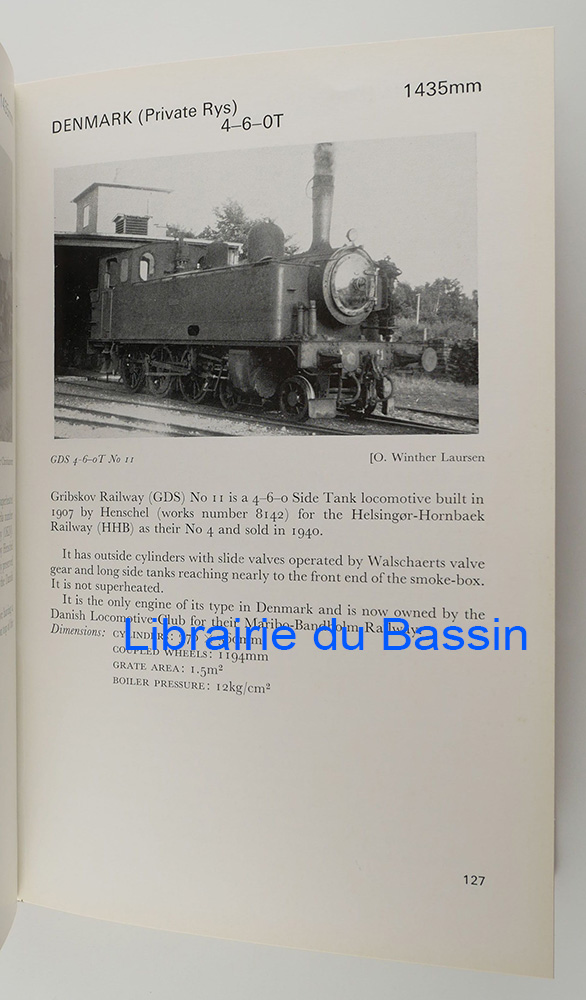 DENMARK (Private Rys)
1435mm
4–6–0T
GDS 4-6-0T No 11
[O. Winther Laursen
Gribskov Railway (GDS) No 11 is a 4–6–0 Side Tank locomotive built in
1907 by Henschel (works number 8142) for the Helsingør-Hornbaek
Railway (HHB) as their No 4 and sold in 1940.
It has outside cylinders with slide valves operated by Walschaerts valve
gear and long side tanks reaching nearly to the front end of the smoke-box.
It is not superheated.
It is the only engine of its type in Denmark and is now owned by the
Danish Locomotive Club for their Maribo-Bandholm Railway.
Dimensions: CYLINDERS:
Librairie du Bassin
COUPLED WHEELS: 1194mm
GRATE AREA: 1.5m²
BOILER PRESSURE: 12kg/cm²
127